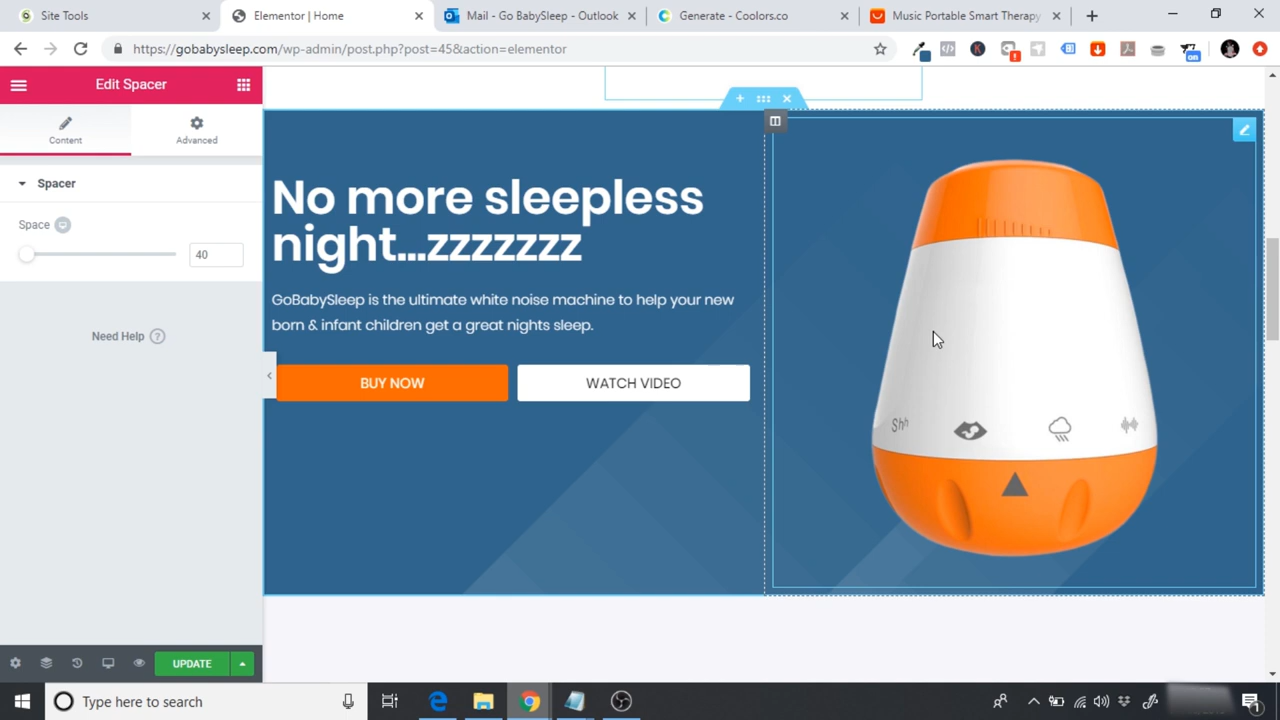 Site Tools
Elementor | Home
Mail - Go BabySleep - Outlook
Generate - Coolors.co
Music Portable Smart Therapy
https://gobabysleep.com/wp-admin/post.php?post=45&action=elementor
on
Edit Spacer
Content
Advanced
Spacer
Space
40
Need Help
UPDATE
No more sleepless
night...zzzzzzz
GoBabySleep is the ultimate white noise machine to help your new
born & infant children get a great nights sleep.
BUY NOW
WATCH VIDEO
Shh
Type here to search
1